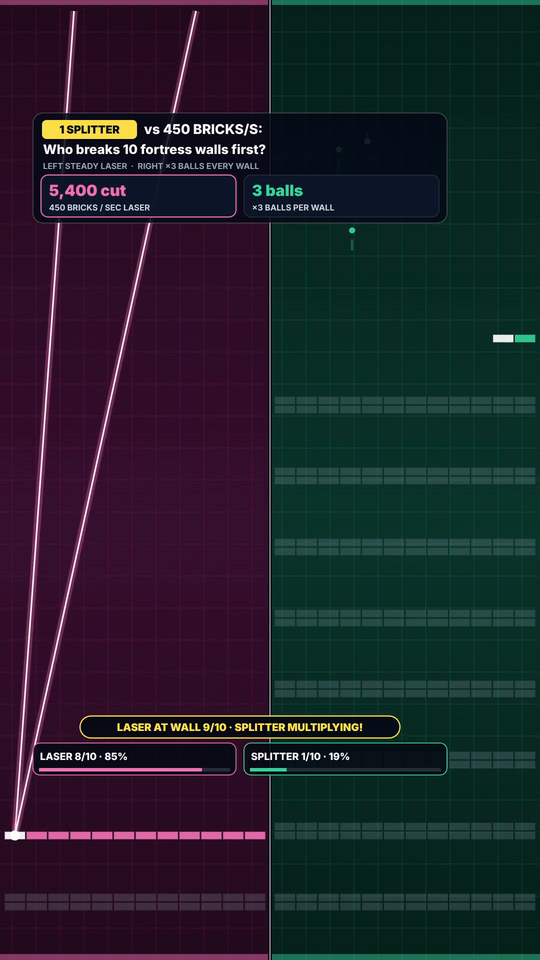 1 SPLITTER vs 450 BRICKS/S:
Who breaks 10 fortress walls first?
LEFT STEADY LASER · RIGHT ×3 BALLS EVERY WALL
5,400 cut
450 BRICKS / SEC LASER
3 balls
×3 BALLS PER WALL
LASER AT WALL 9/10 · SPLITTER MULTIPLYING!
LASER 8/10 · 85%
SPLITTER 1/10 · 19%